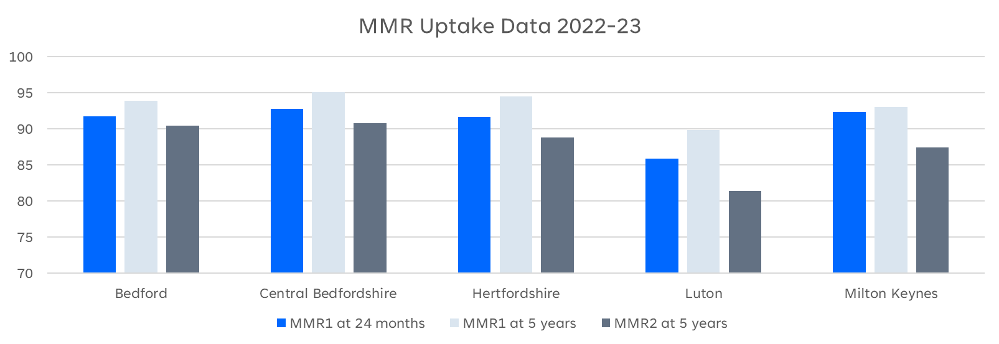 MMR Uptake Data 2022-23
100
95
90
85
80
75
70
Bedford Central Bedfordshire Hertfordshire Luton Milton Keynes
MMR1 at 24 months MMR1 at 5 years MMR2 at 5 years